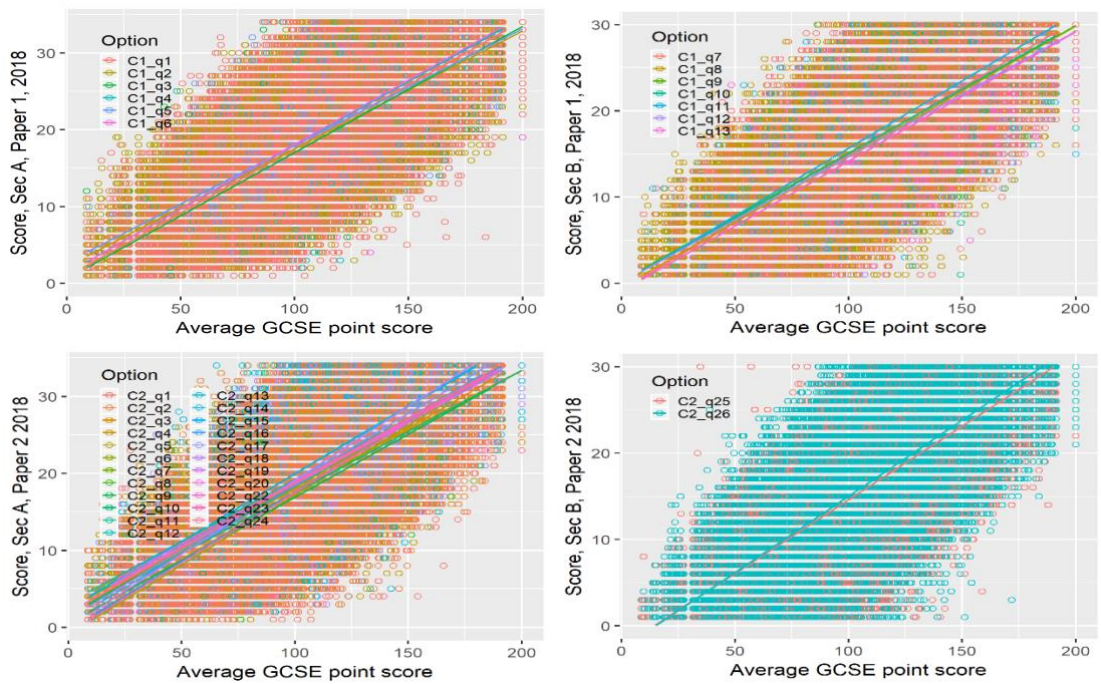 Score, Sec A, Paper 1, 2018
30
20
10
0
Option
C1_q1
C1_q2
C1_q3
C1_q4
C1_q5
C1_q6
0 50 100 150 200
Average GCSE point score
Score, Sec B, Paper 1, 2018
30
20
10
0
Option
C1_q7
C1_q8
C1_q9
C1_q10
C1_q11
C1_q12
C1_q13
0 50 100 150 200
Average GCSE point score
Score, Sec A, Paper 2 2018
30
20
10
0
Option
C2_q1 C2_q13
C2_q2 C2_q14
C2_q3 C2_q15
C2_q4 C2_q16
C2_q5 C2_q17
C2_q6 C2_q18
C2_q7 C2_q19
C2_q8 C2_q20
C2_q9 C2_q22
C2_q10 C2_q23
C2_q11 C2_q24
C2_q12
0 50 100 150 200
Average GCSE point score
Score, Sec B, Paper 2 2018
30
20
10
0
Option
C2_q25
C2_q26
0 50 100 150 200
Average GCSE point score